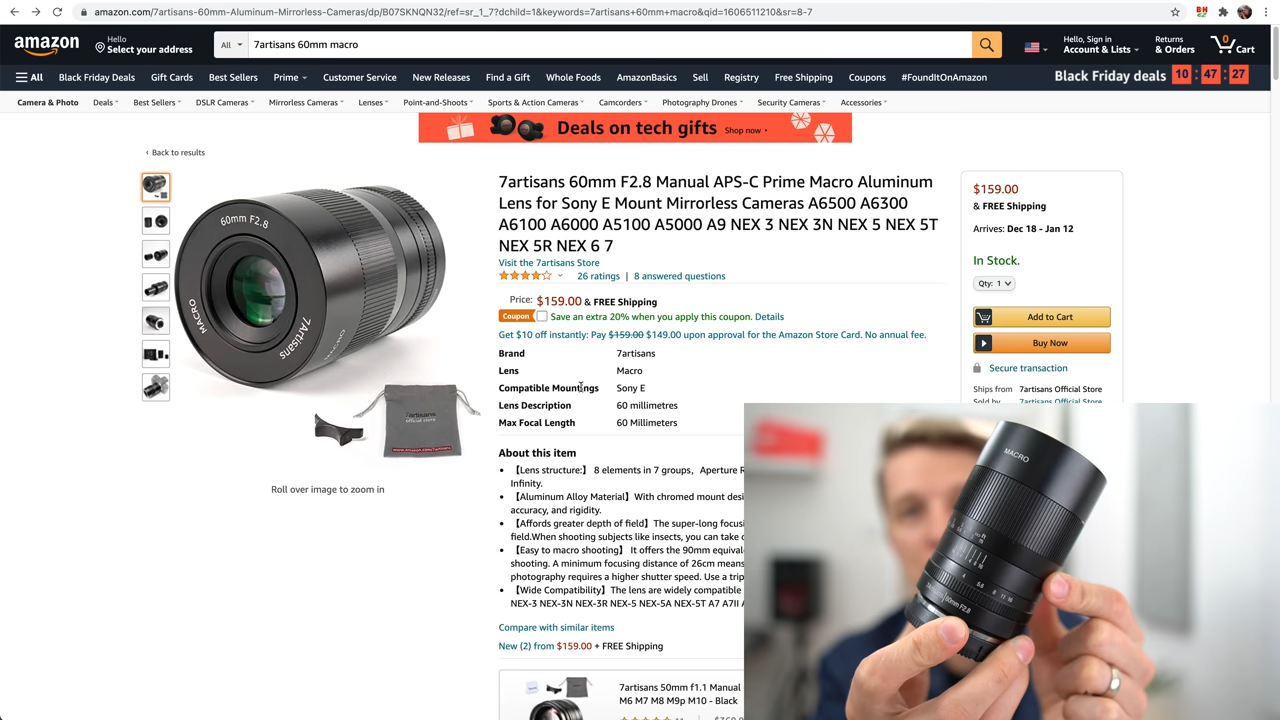 amazon.com/7artisans-60mm-Aluminum-Mirrorless-Cameras/dp/B07SKNQN32/ref=sr_1_7?dchild=1&keywords=7artisans+60mm+macro&qid=1606511210&sr=8-7
amazon
Hello
Select your address
All
7artisans 60mm macro
Hello, Sign in
Account & Lists
Returns
& Orders
0
Cart
All
Black Friday Deals
Gift Cards
Best Sellers
Prime
Customer Service
New Releases
Find a Gift
Whole Foods
AmazonBasics
Sell
Registry
Free Shipping
Coupons
#FoundItOnAmazon
Black Friday deals 10 : 47 : 27
Camera & Photo
Deals
Best Sellers
DSLR Cameras
Mirrorless Cameras
Lenses
Point-and-Shoots
Sports & Action Cameras
Camcorders
Photography Drones
Security Cameras
Accessories
Deals on tech gifts Shop now
‹ Back to results
60mm F2.8
MACRO
7Artisans
7artisans
official store
Roll over image to zoom in
7artisans 60mm F2.8 Manual APS-C Prime Macro Aluminum
Lens for Sony E Mount Mirrorless Cameras A6500 A6300
A6100 A6000 A5100 A5000 A9 NEX 3 NEX 3N NEX 5 NEX 5T
NEX 5R NEX 6 7
Visit the 7artisans Store
26 ratings | 8 answered questions
Price: $159.00 & FREE Shipping
Coupon Save an extra 20% when you apply this coupon. Details
Get $10 off instantly: Pay $159.00 $149.00 upon approval for the Amazon Store Card. No annual fee.
Brand 7artisans
Lens Macro
Compatible Mountings Sony E
Lens Description 60 millimetres
Max Focal Length 60 Millimeters
About this item
• 【Lens structure:】 8 elements in 7 groups, Aperture R
Infinity.
• 【Aluminum Alloy Material】With chromed mount desi
accuracy, and rigidity.
• 【Affords greater depth of field】The super-long focusi
field.When shooting subjects like insects, you can take
• 【Easy to macro shooting】 It offers the 90mm equival
shooting. A minimum focusing distance of 26cm means
photography requires a higher shutter speed. Use a trip
• 【Wide Compatibility】The lens are widely compatible
NEX-3 NEX-3N NEX-3R NEX-5 NEX-5A NEX-5T A7 A7II
Compare with similar items
New (2) from $159.00 + FREE Shipping
7artisans 50mm f1.1 Manual
M6 M7 M8 M9p M10 - Black
$159.00
& FREE Shipping
Arrives: Dec 18 - Jan 12
In Stock.
Qty: 1
Add to Cart
Buy Now
Secure transaction
Ships from 7artisans Official Store
Sold by 7artisans Official Store
MACRO
60mm F2.8